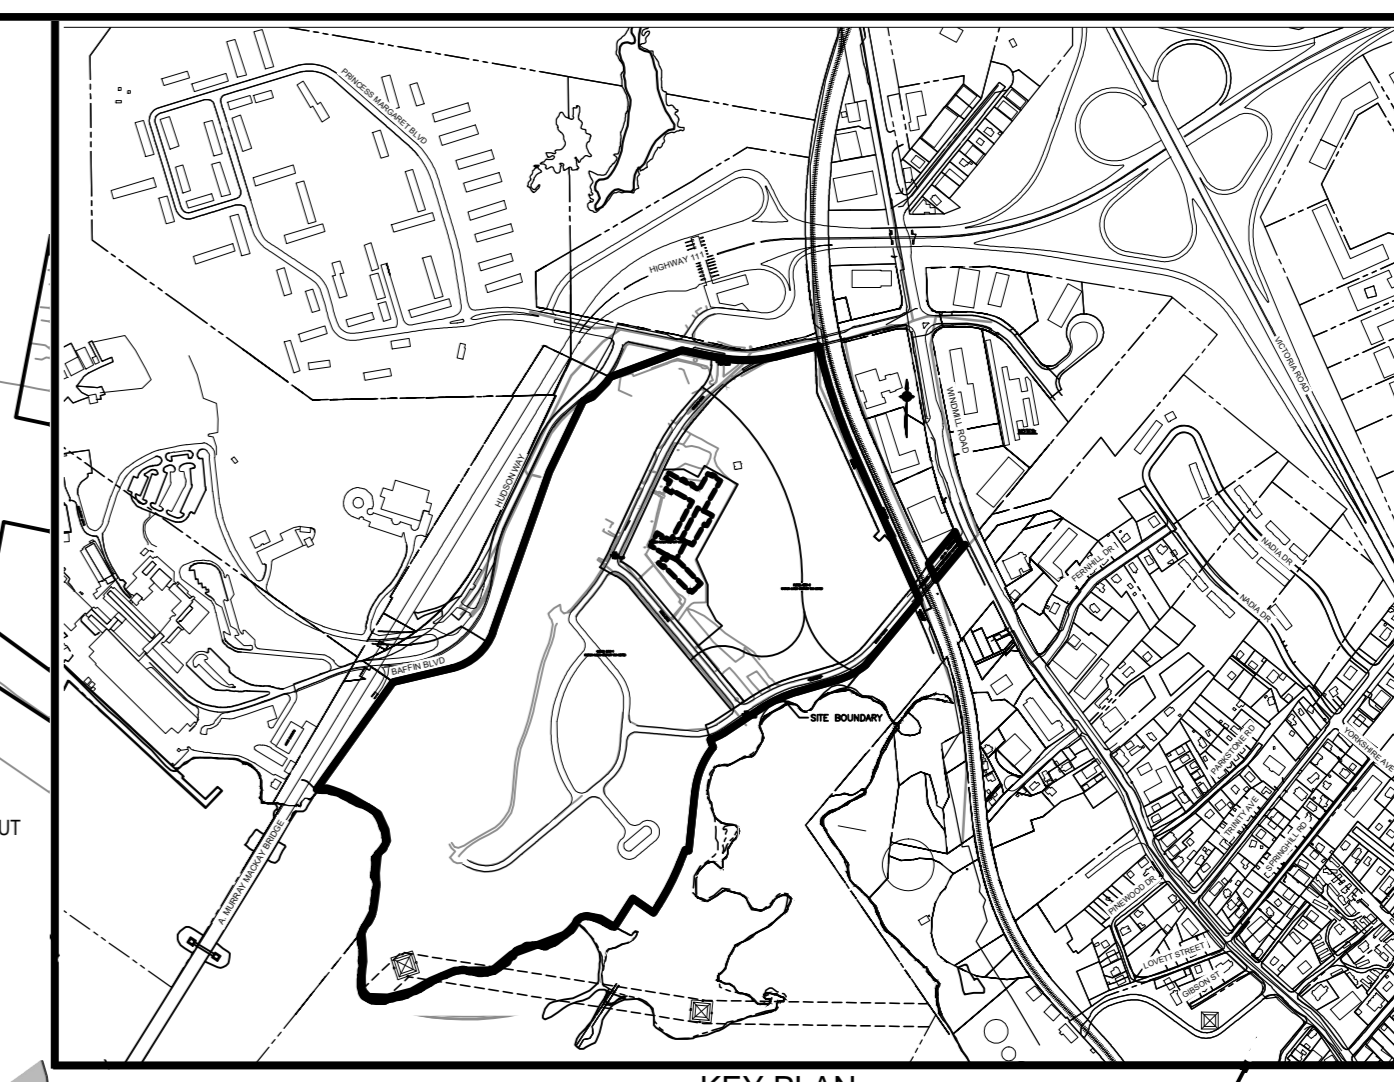 PRINCESS MARGARET BLVD
HIGHWAY 111
VICTORIA ROAD
WINDMILL ROAD
HUDSON WAY
NADIA DR
FERNHILL DR
NADIA DR
BAFFIN BLVD
SITE BOUNDARY
PARKSTONE RD
YORKSHIRE AVE
UT
TRINITY AVE
SPRINGHILL RD
A. MURRAY MACKAY BRIDGE
PINEWOOD DR
LOVETT STREET
GIBSON ST
KEY PLAN